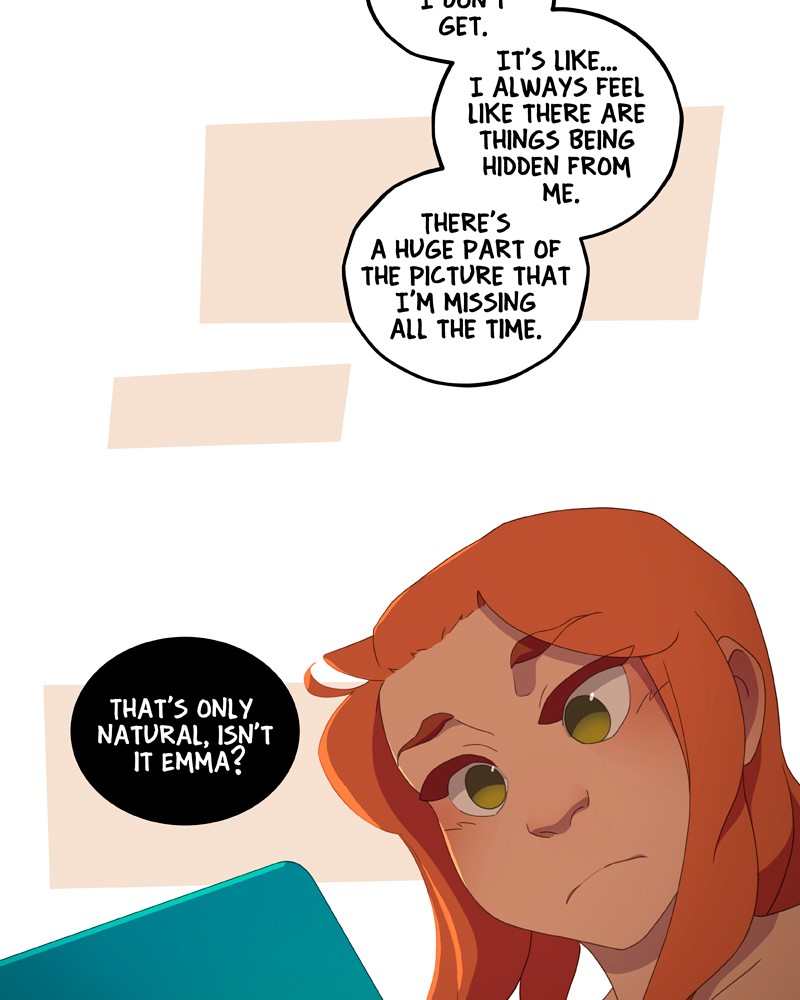 I DON'T
GET.
IT'S LIKE...
I ALWAYS FEEL
LIKE THERE ARE
THINGS BEING
HIDDEN FROM
ME.
THERE'S
A HUGE PART OF
THE PICTURE THAT
I'M MISSING
ALL THE TIME.
THAT'S ONLY
NATURAL, ISN'T
IT EMMA?